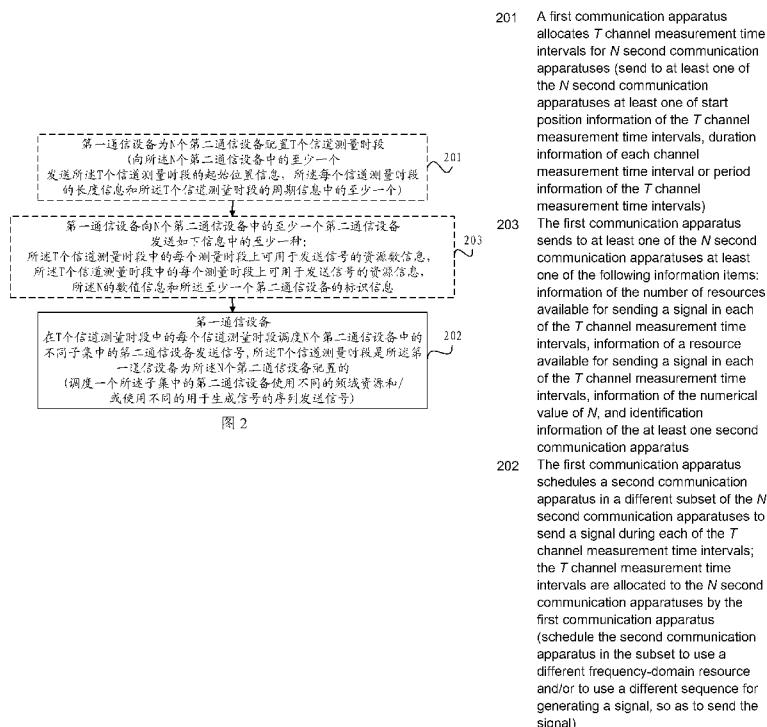 第一通信设备为N个第二通信设备配置T个信道测量时段
(向所述N个第二通信设备中的至少一个
发送所述T个信道测量时段的起始位置信息, 所述每个信道测量时段
的长度信息和所述T个信道测量时段的周期信息中的至少一个)
201
第一通信设备向N个第二通信设备中的至少一个第二通信设备
发送如下信息中的至少一种:
所述T个信道测量时段中的每个测量时段上可用于发送信号的资源数信息,
所述T个信道测量时段中的每个测量时段上可用于发送信号的资源信息,
所述N的数值信息和所述至少一个第二通信设备的标识信息
203
第一通信设备
在T个信道测量时段中的每个信道测量时段调度N个第二通信设备中的
不同子集中的第二通信设备发送信号,所述T个信道测量时段是所述第
一通信设备为所述N个第二通信设备配置的
(调度一个所述子集中的第二通信设备使用不同的频域资源和/
或使用不同的用于生成信号的序列发送信号)
202
图 2
201 A first communication apparatus
allocates T channel measurement time
intervals for N second communication
apparatuses (send to at least one of
the N second communication
apparatuses at least one of start
position information of the T channel
measurement time intervals, duration
information of each channel
measurement time interval or period
information of the T channel
measurement time intervals)
203 The first communication apparatus
sends to at least one of the N second
communication apparatuses at least
one of the following information items:
information of the number of resources
available for sending a signal in each
of the T channel measurement time
intervals, information of a resource
available for sending a signal in each
of the T channel measurement time
intervals, information of the numerical
value of N, and identification
information of the at least one second
communication apparatus
202 The first communication apparatus
schedules a second communication
apparatus in a different subset of the N
second communication apparatuses to
send a signal during each of the T
channel measurement time intervals;
the T channel measurement time
intervals are allocated to the N second
communication apparatuses by the
first communication apparatus
(schedule the second communication
apparatus in the subset to use a
different frequency-domain resource
and/or to use a different sequence for
generating a signal, so as to send the
signal)